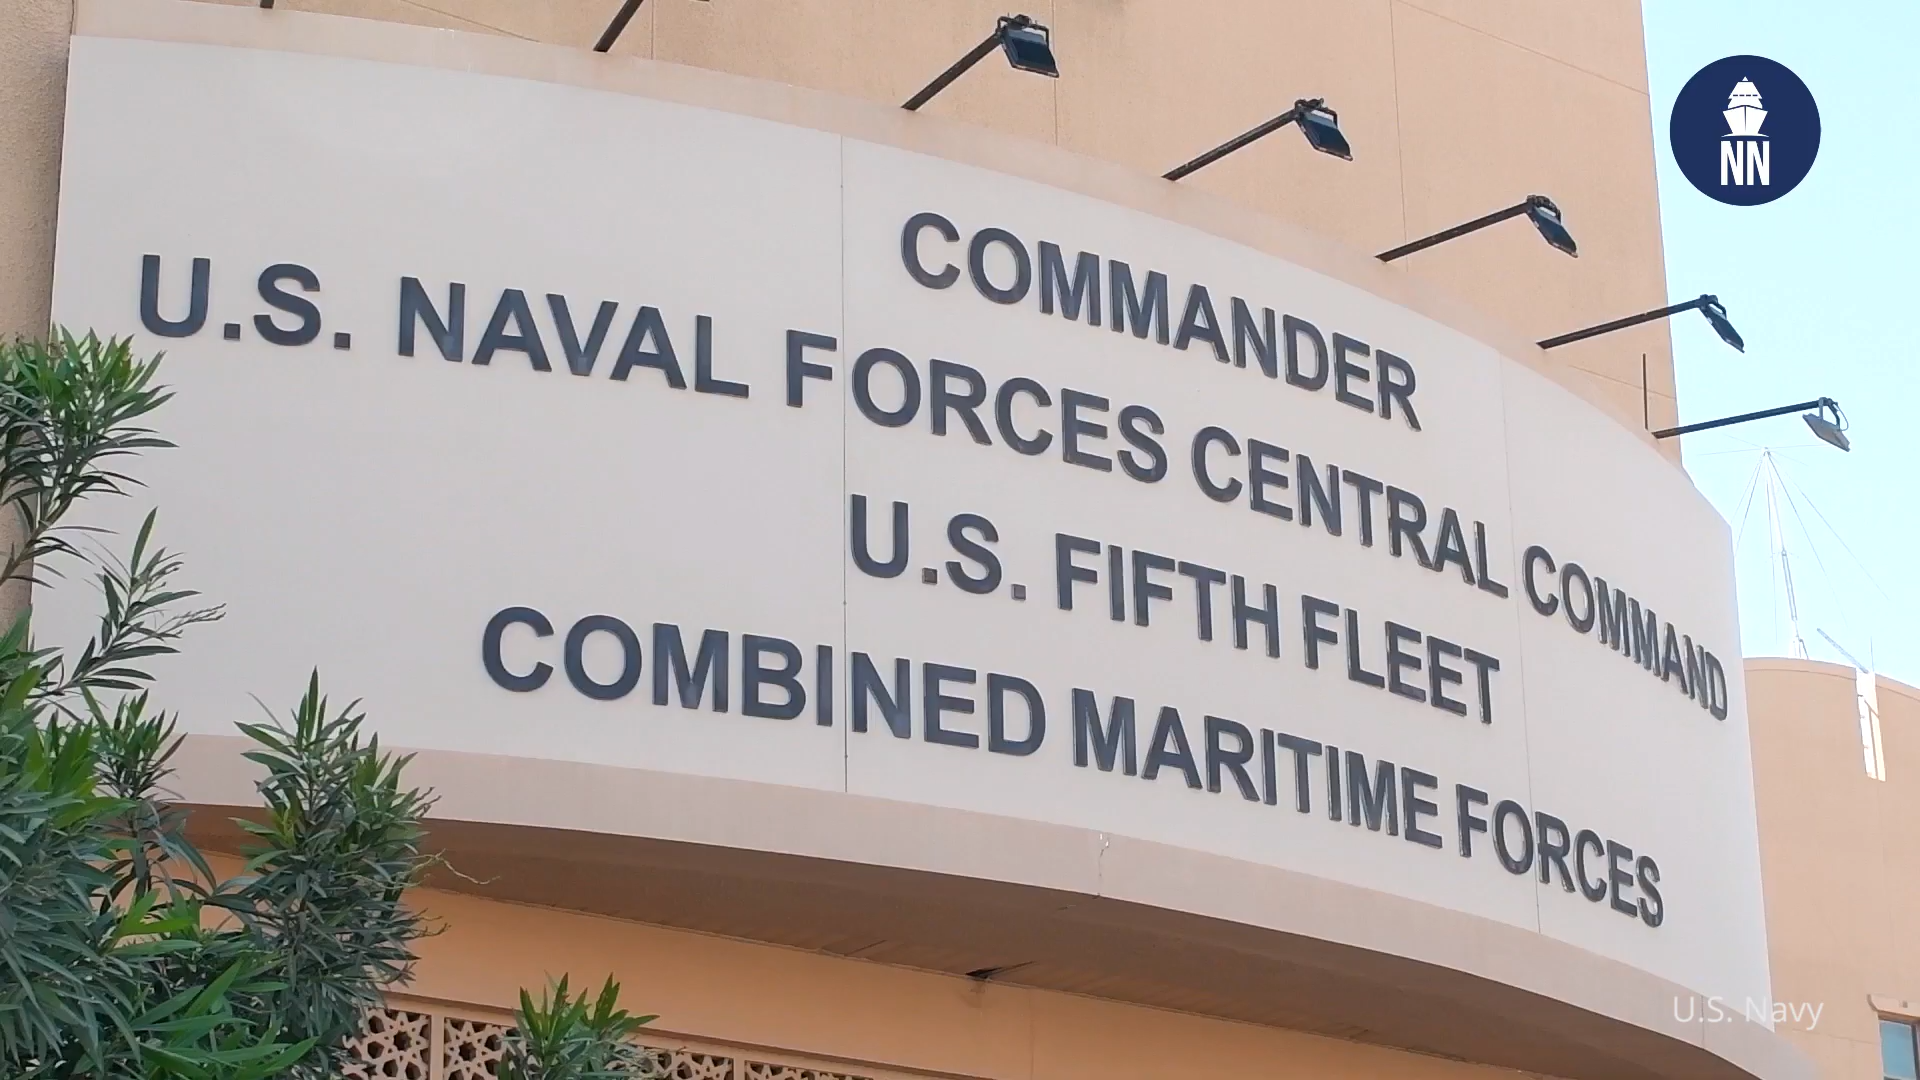 NN
COMMANDER
U.S. NAVAL FORCES CENTRAL COMMAND
U.S. FIFTH FLEET
COMBINED MARITIME FORCES
U.S. Navy